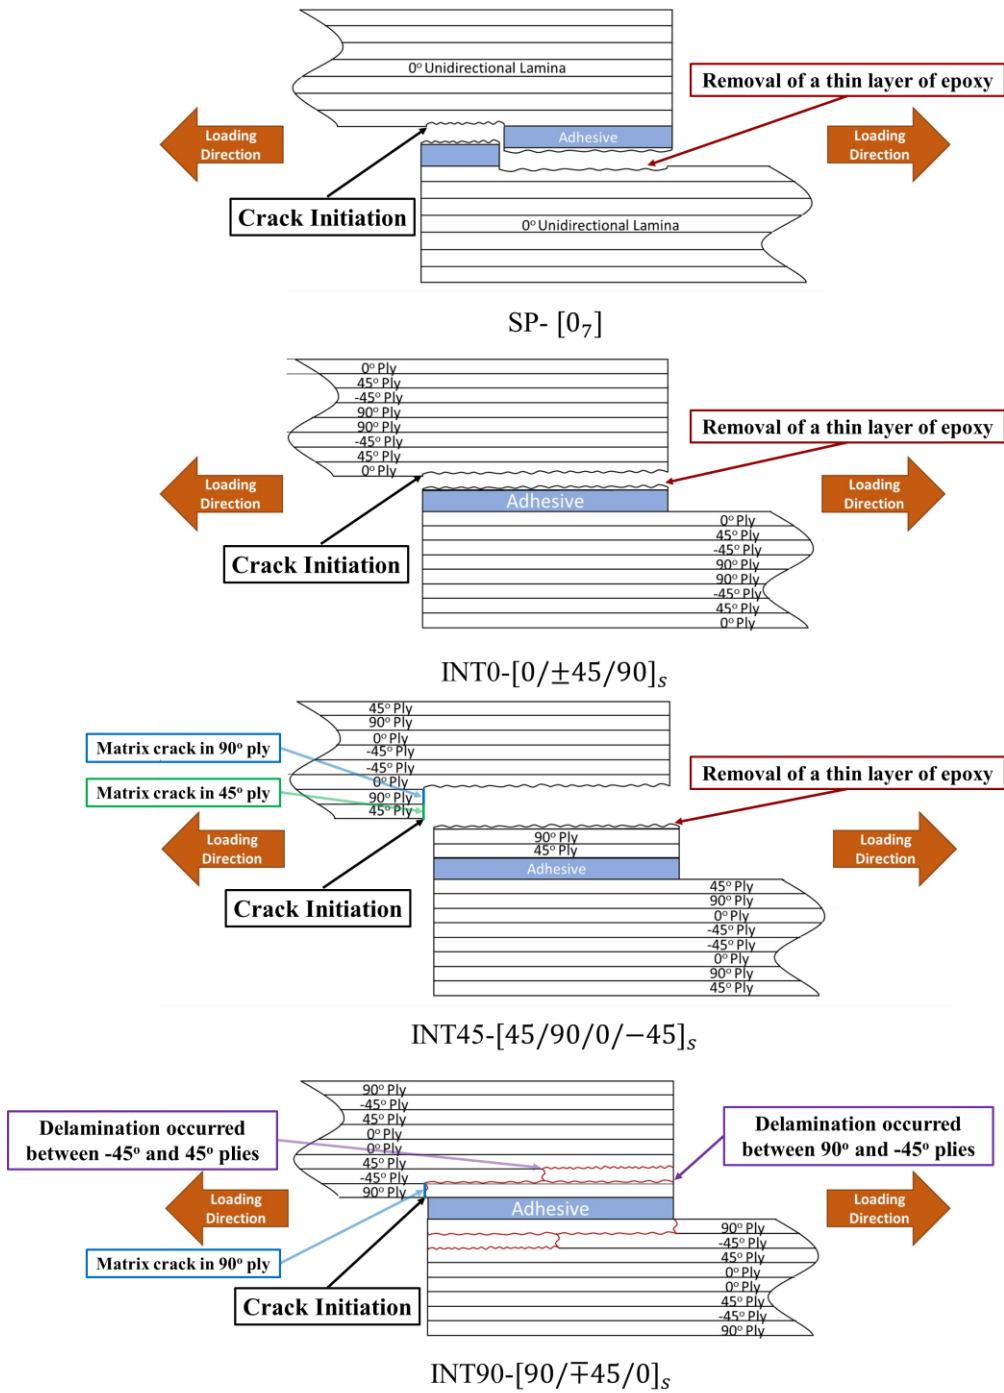 0° Unidirectional Lamina
Removal of a thin layer of epoxy
Loading
Direction
Adhesive
Loading
Direction
Crack Initiation
0° Unidirectional Lamina
SP- [0₇]
0° Ply
45° Ply
-45° Ply
90° Ply
90° Ply
-45° Ply
45° Ply
0° Ply
Removal of a thin layer of epoxy
Loading
Direction
Adhesive
Loading
Direction
Crack Initiation
0° Ply
45° Ply
-45° Ply
90° Ply
90° Ply
-45° Ply
45° Ply
0° Ply
INT0-[0/±45/90]ₛ
45° Ply
90° Ply
0° Ply
-45° Ply
-45° Ply
0° Ply
90° Ply
45° Ply
Matrix crack in 90° ply
Matrix crack in 45° ply
Removal of a thin layer of epoxy
Loading
Direction
90° Ply
45° Ply
Adhesive
Loading
Direction
Crack Initiation
45° Ply
90° Ply
0° Ply
-45° Ply
-45° Ply
0° Ply
90° Ply
45° Ply
INT45-[45/90/0/−45]ₛ
90° Ply
-45° Ply
45° Ply
0° Ply
0° Ply
45° Ply
-45° Ply
90° Ply
Delamination occurred
between -45° and 45° plies
Delamination occurred
between 90° and -45° plies
Loading
Direction
Adhesive
Loading
Direction
Matrix crack in 90° ply
Crack Initiation
90° Ply
-45° Ply
45° Ply
0° Ply
0° Ply
45° Ply
-45° Ply
90° Ply
INT90-[90/∓45/0]ₛ